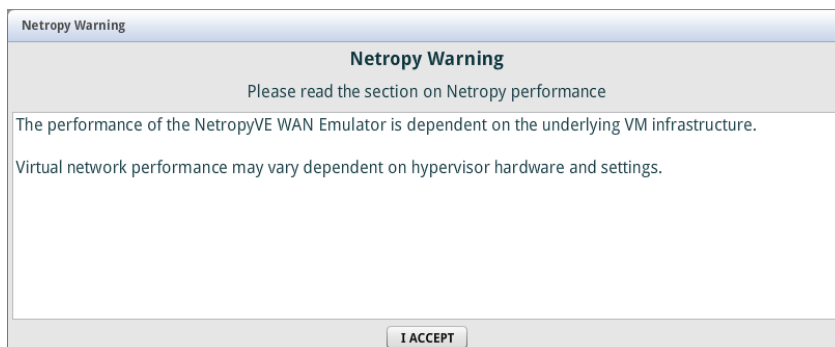 Netropy Warning
Netropy Warning
Please read the section on Netropy performance
The performance of the NetropyVE WAN Emulator is dependent on the underlying VM infrastructure.
Virtual network performance may vary dependent on hypervisor hardware and settings.
I ACCEPT